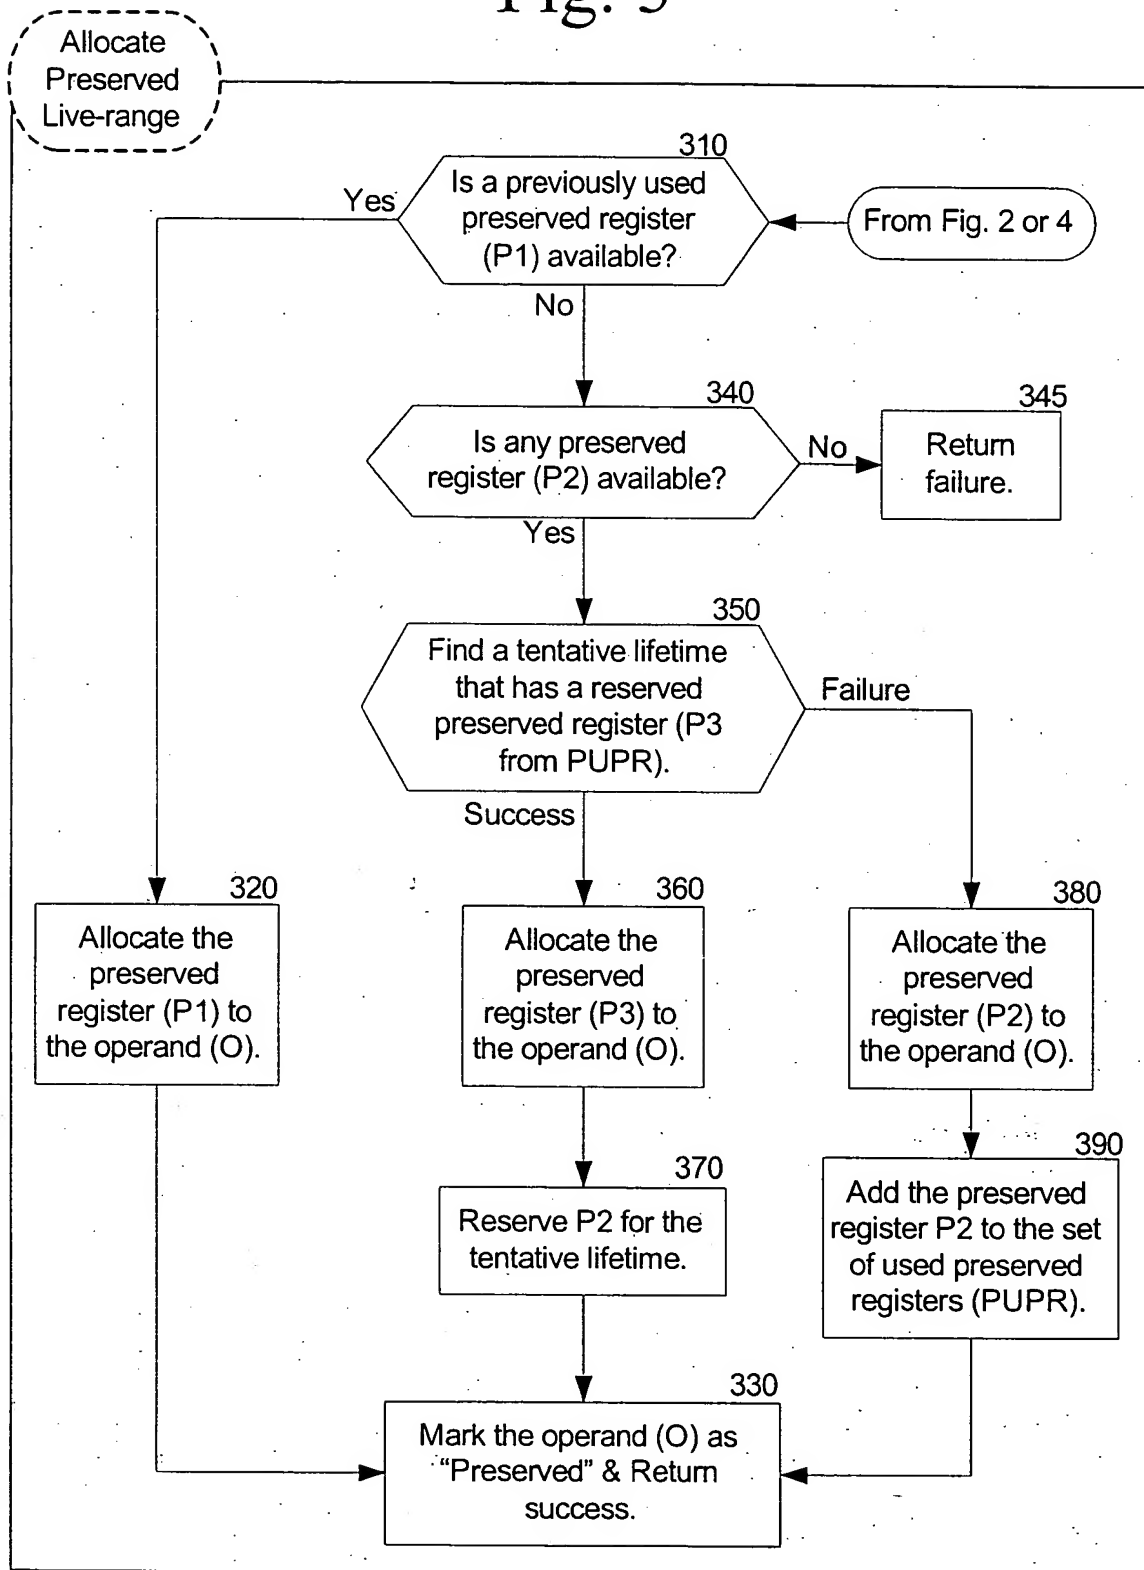 Allocate
Preserved
Live-range
310
Is a previously used
preserved register
(P1) available?
Yes
From Fig. 2 or 4
No
340
Is any preserved
register (P2) available?
No
345
Return
failure.
Yes
350
Find a tentative lifetime
that has a reserved
preserved register (P3
from PUPR).
Failure
Success
320
Allocate the
preserved
register (P1) to
the operand (O).
360
Allocate the
preserved
register (P3) to
the operand (O).
380
Allocate the
preserved
register (P2) to
the operand (O).
370
Reserve P2 for the
tentative lifetime.
390
Add the preserved
register P2 to the set
of used preserved
registers (PUPR).
330
Mark the operand (O) as
"Preserved" & Return
success.